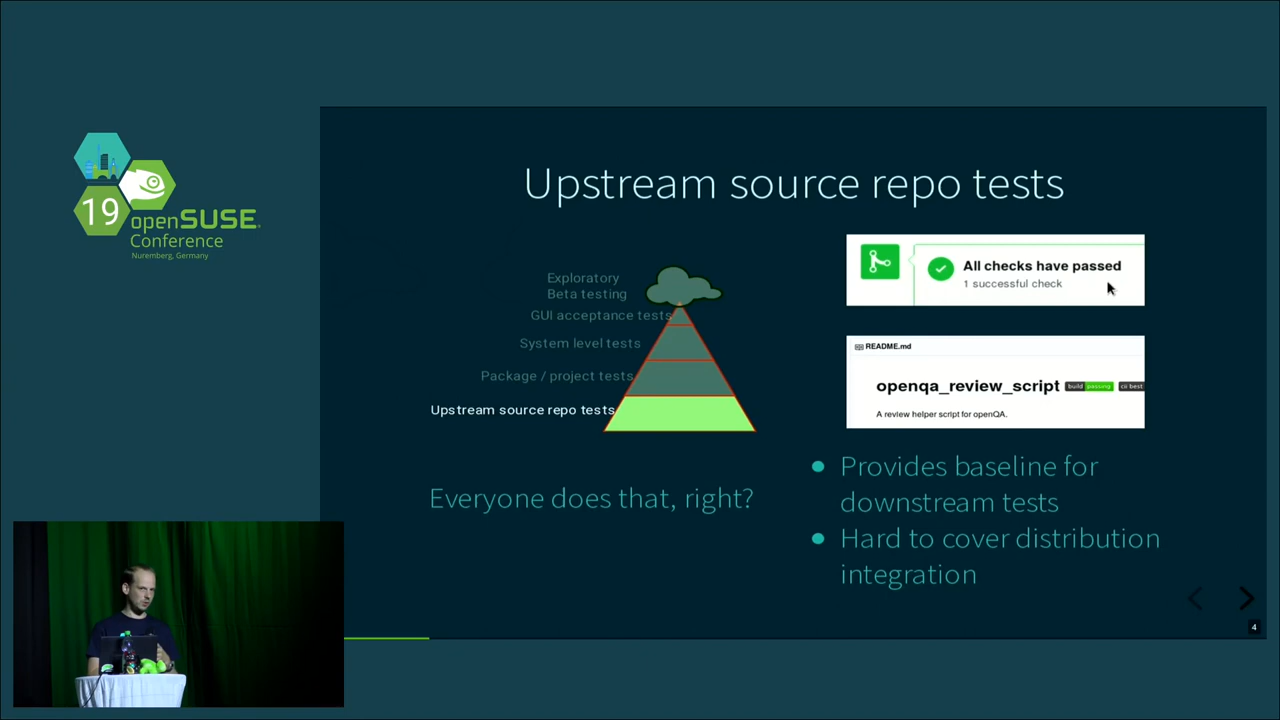 19
openSUSE
Conference
Nuremberg, Germany
Upstream source repo tests
Exploratory
Beta testing
GUI acceptance tests
System level tests
Package / project tests
Upstream source repo tests
Everyone does that, right?
All checks have passed
1 successful check
README.md
openqa_review_script build passing cii best
A review helper script for openQA.
Provides baseline for
downstream tests
Hard to cover distribution
integration
4